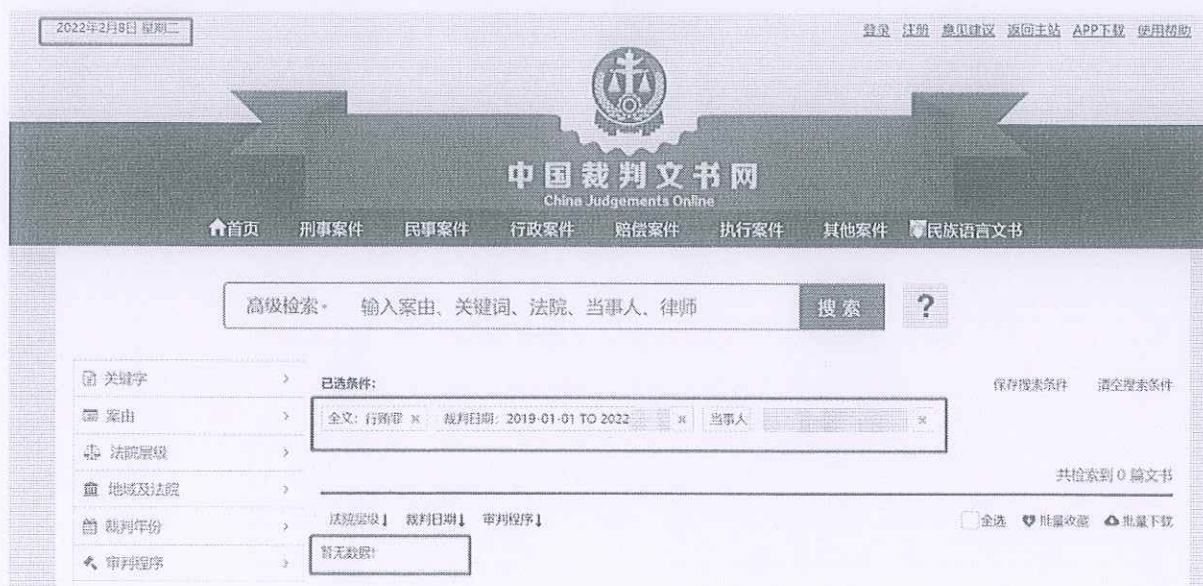 2022年2月8日 星期二
登录 注册 意见建议 返回主站 APP下载 使用帮助
中国裁判文书网
China Judgements Online
首页 刑事案件 民事案件 行政案件 赔偿案件 执行案件 其他案件 民族语言文书
高级检索 输入案由、关键词、法院、当事人、律师 搜索 ?
关键字
已选条件: 保存搜索条件 清空搜索条件
案由
全文:行贿罪 × 裁判日期:2019-01-01 TO 2022 × 当事人 ×
法院层级
共检索到 0 篇文书
地域及法院
法院层级↓ 裁判日期↓ 审判程序↓ 全选 批量收藏 批量下载
裁判年份
暂无数据!
审判程序